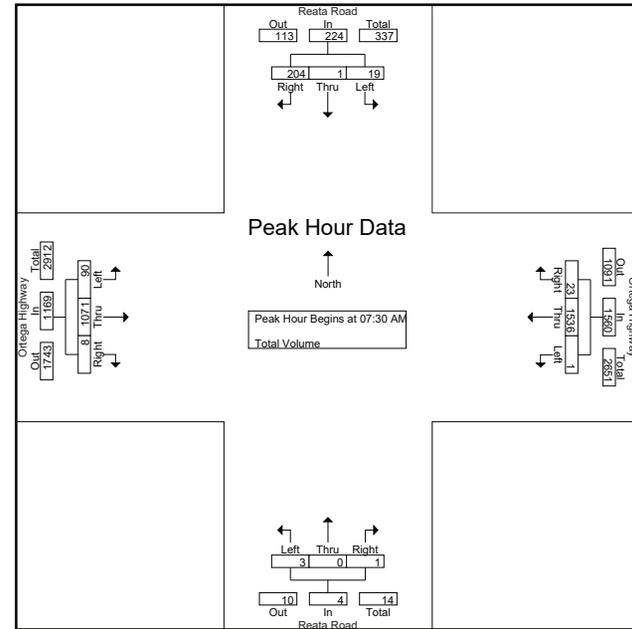 Reata Road
Out In Total
113 224 337
204 1 19
Right Thru Left
Peak Hour Data
North
Peak Hour Begins at 07:30 AM
Total Volume
Ortega Highway
Total In Out
2912 1169 1743
90 1071 8
Left Thru Right
Right Thru Left
23 1536 1
1091 1560 2651
Out In Total
Ortega Highway
Left Thru Right
3 0 1
10 4 14
Out In Total
Reata Road